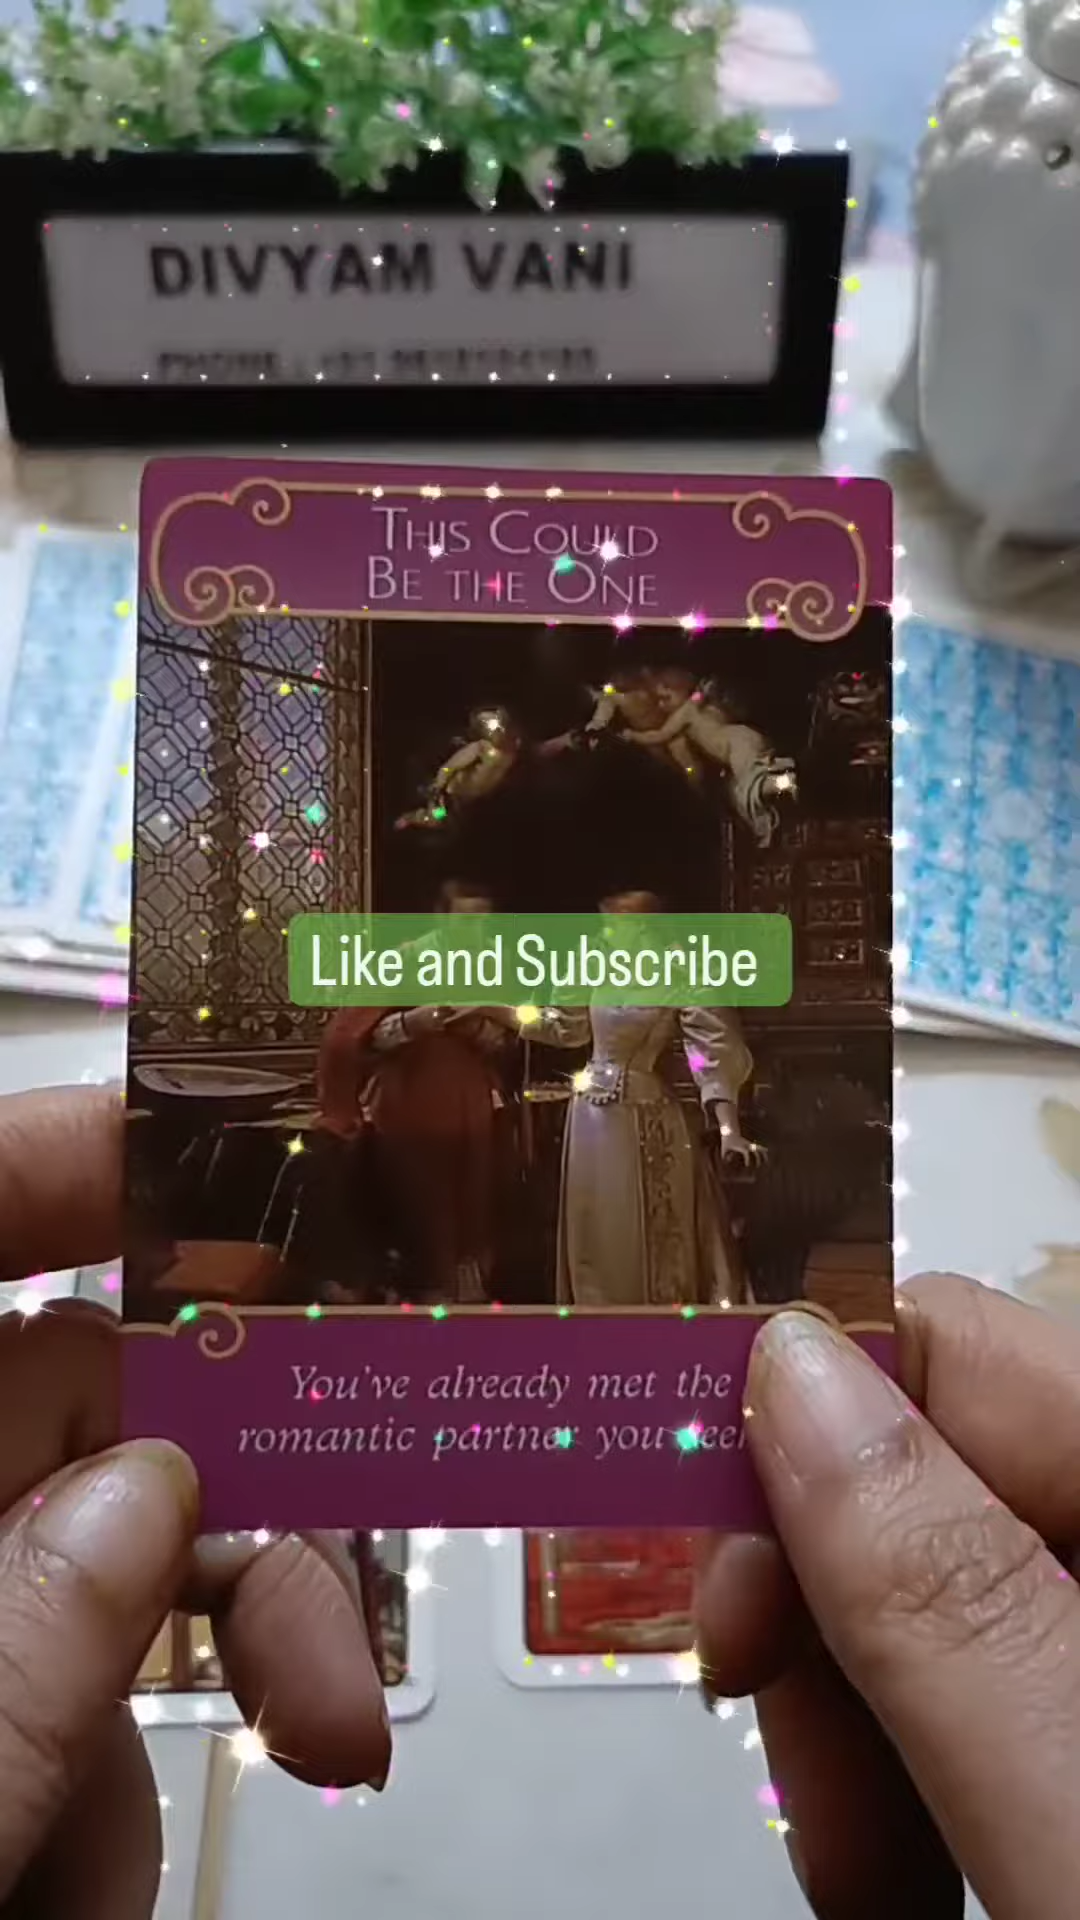 DIVYAM VANI
THIS COULD
BE THE ONE
Like and Subscribe
You've already met the
romantic partner you